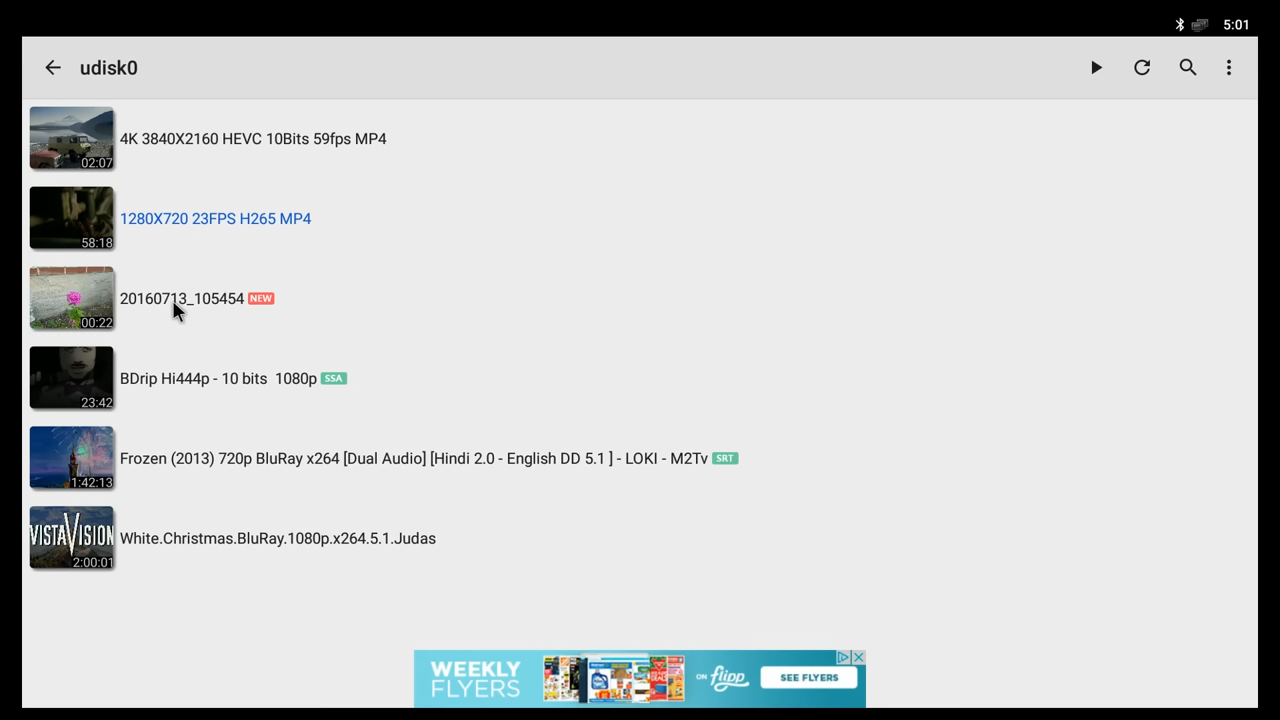 5:01
udisk0
02:07
4K 3840X2160 HEVC 10Bits 59fps MP4
58:18
1280X720 23FPS H265 MP4
00:22
20160713_105454 NEW
23:42
BDrip Hi444p - 10 bits  1080p SSA
1:42:13
Frozen (2013) 720p BluRay x264 [Dual Audio] [Hindi 2.0 - English DD 5.1 ] - LOKI - M2Tv SRT
VISTAVISION
2:00:01
White.Christmas.BluRay.1080p.x264.5.1.Judas
WEEKLY
FLYERS
ON flipp
SEE FLYERS